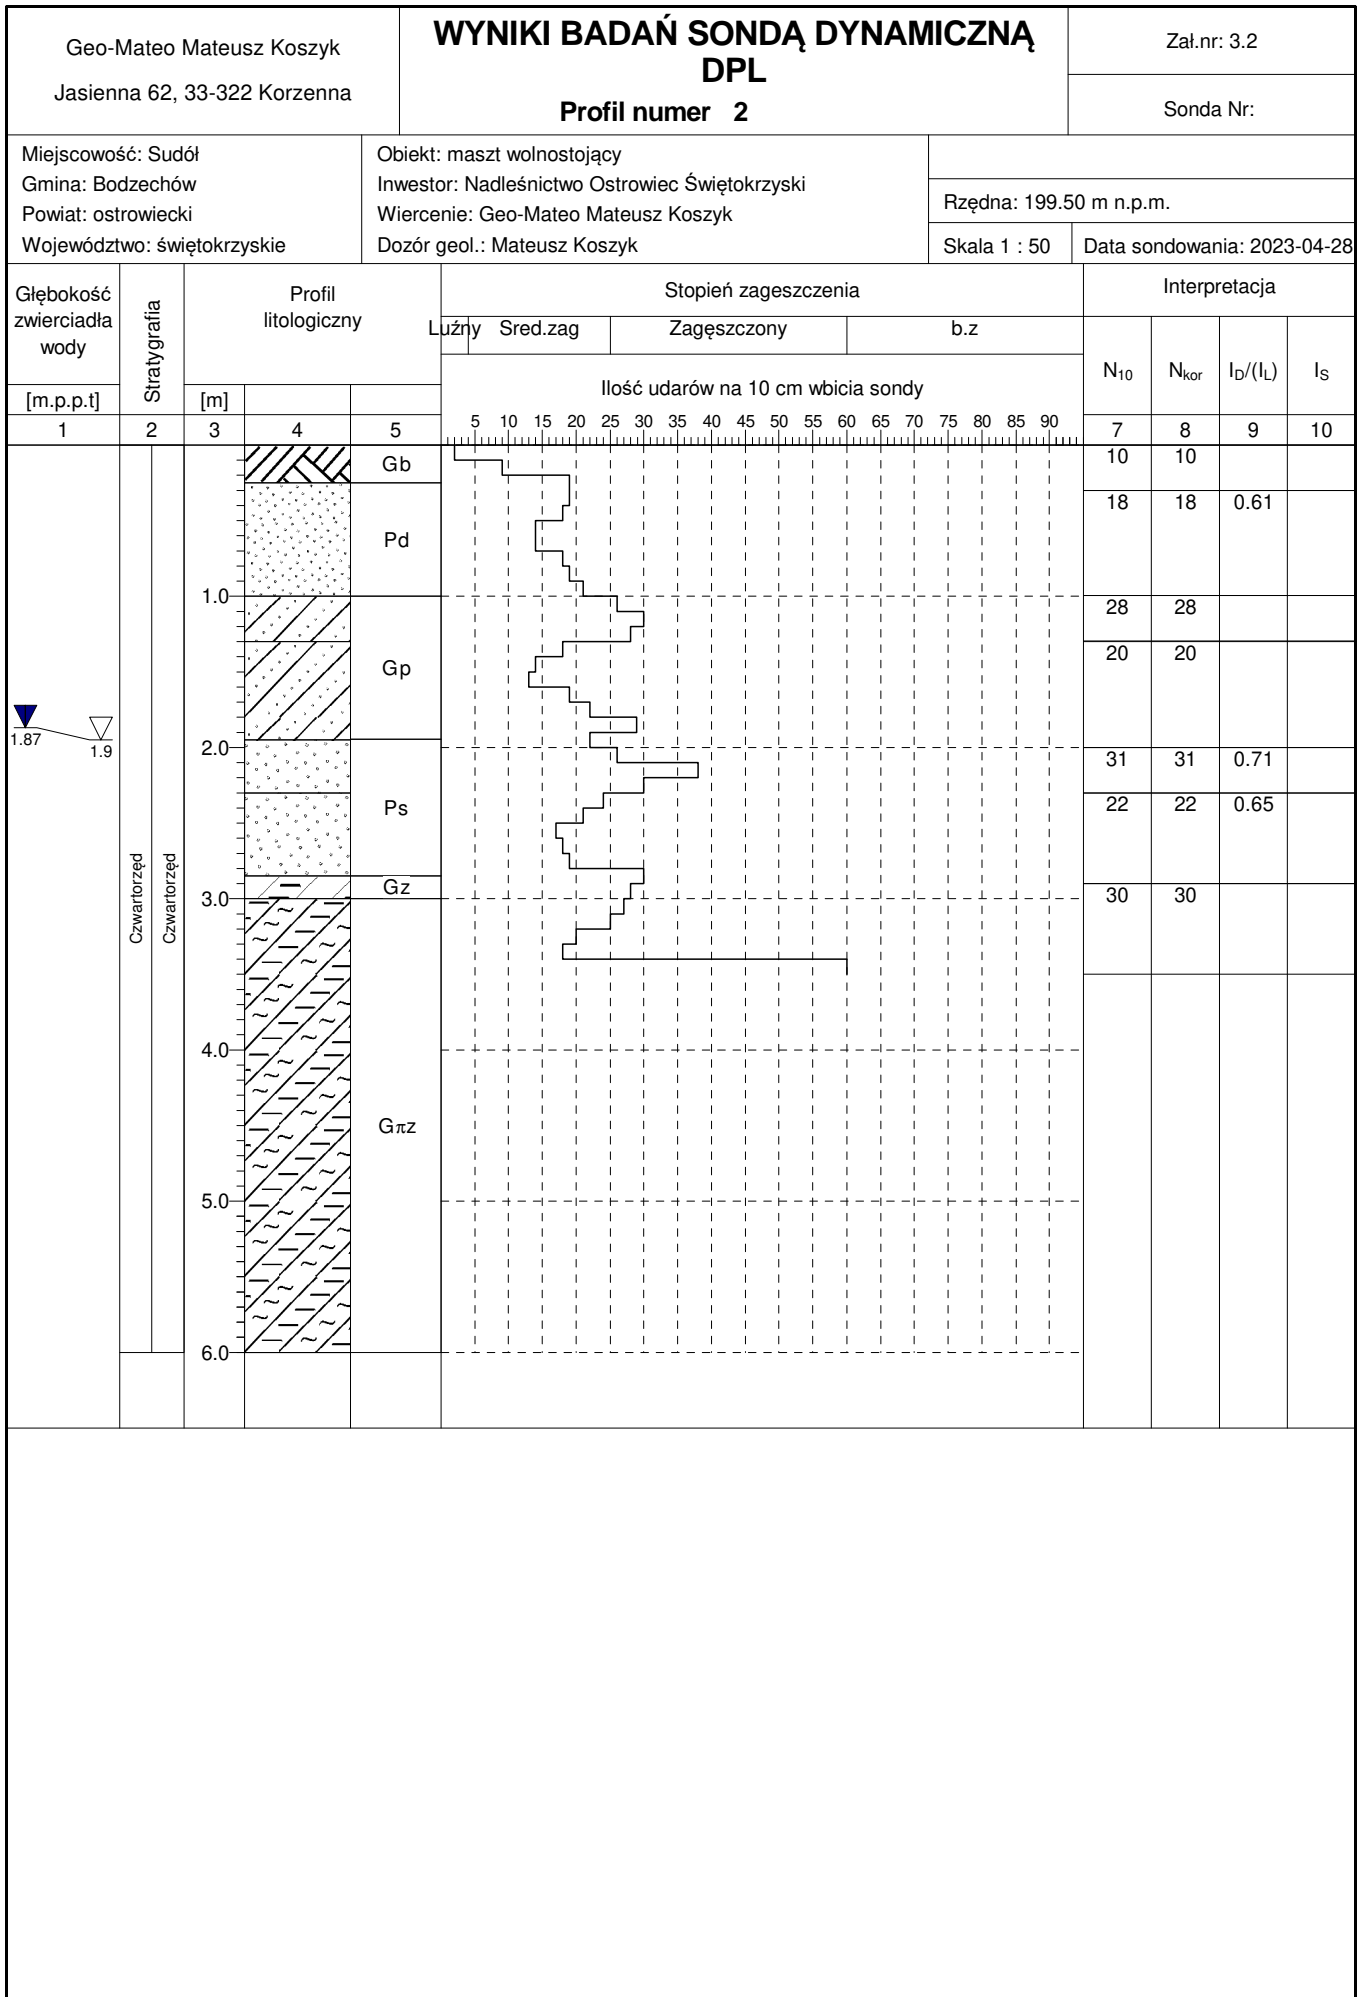 Geo-Mateo Mateusz Koszyk
Jasienna 62, 33-322 Korzenna
WYNIKI BADAŃ SONDĄ DYNAMICZNĄ
DPL
Profil numer 2
Zał.nr: 3.2
Sonda Nr:
Miejscowość: Sudół
Gmina: Bodzechów
Powiat: ostrowiecki
Województwo: świętokrzyskie
Obiekt: maszt wolnostojący
Inwestor: Nadleśnictwo Ostrowiec Świętokrzyski
Wiercenie: Geo-Mateo Mateusz Koszyk
Dozór geol.: Mateusz Koszyk
Rzędna: 199.50 m n.p.m.
Skala 1 : 50
Data sondowania: 2023-04-28
Głębokość
zwierciadła
wody
[m.p.p.t]
Stratygrafia
Profil
litologiczny
[m]
Stopień zageszczenia
Luźny Sred.zag Zagęszczony b.z
Ilość udarów na 10 cm wbicia sondy
5 10 15 20 25 30 35 40 45 50 55 60 65 70 75 80 85 90
Interpretacja
N10 Nkor ID/(IL) IS
1 2 3 4 5 7 8 9 10
Gb 10 10
18 18 0.61
Pd
1.0
28 28
20 20
Gp
1.87 1.9
2.0
31 31 0.71
22 22 0.65
Ps
Czwartorzęd
Czwartorzęd
Gz
3.0
30 30
4.0
Gπz
5.0
6.0